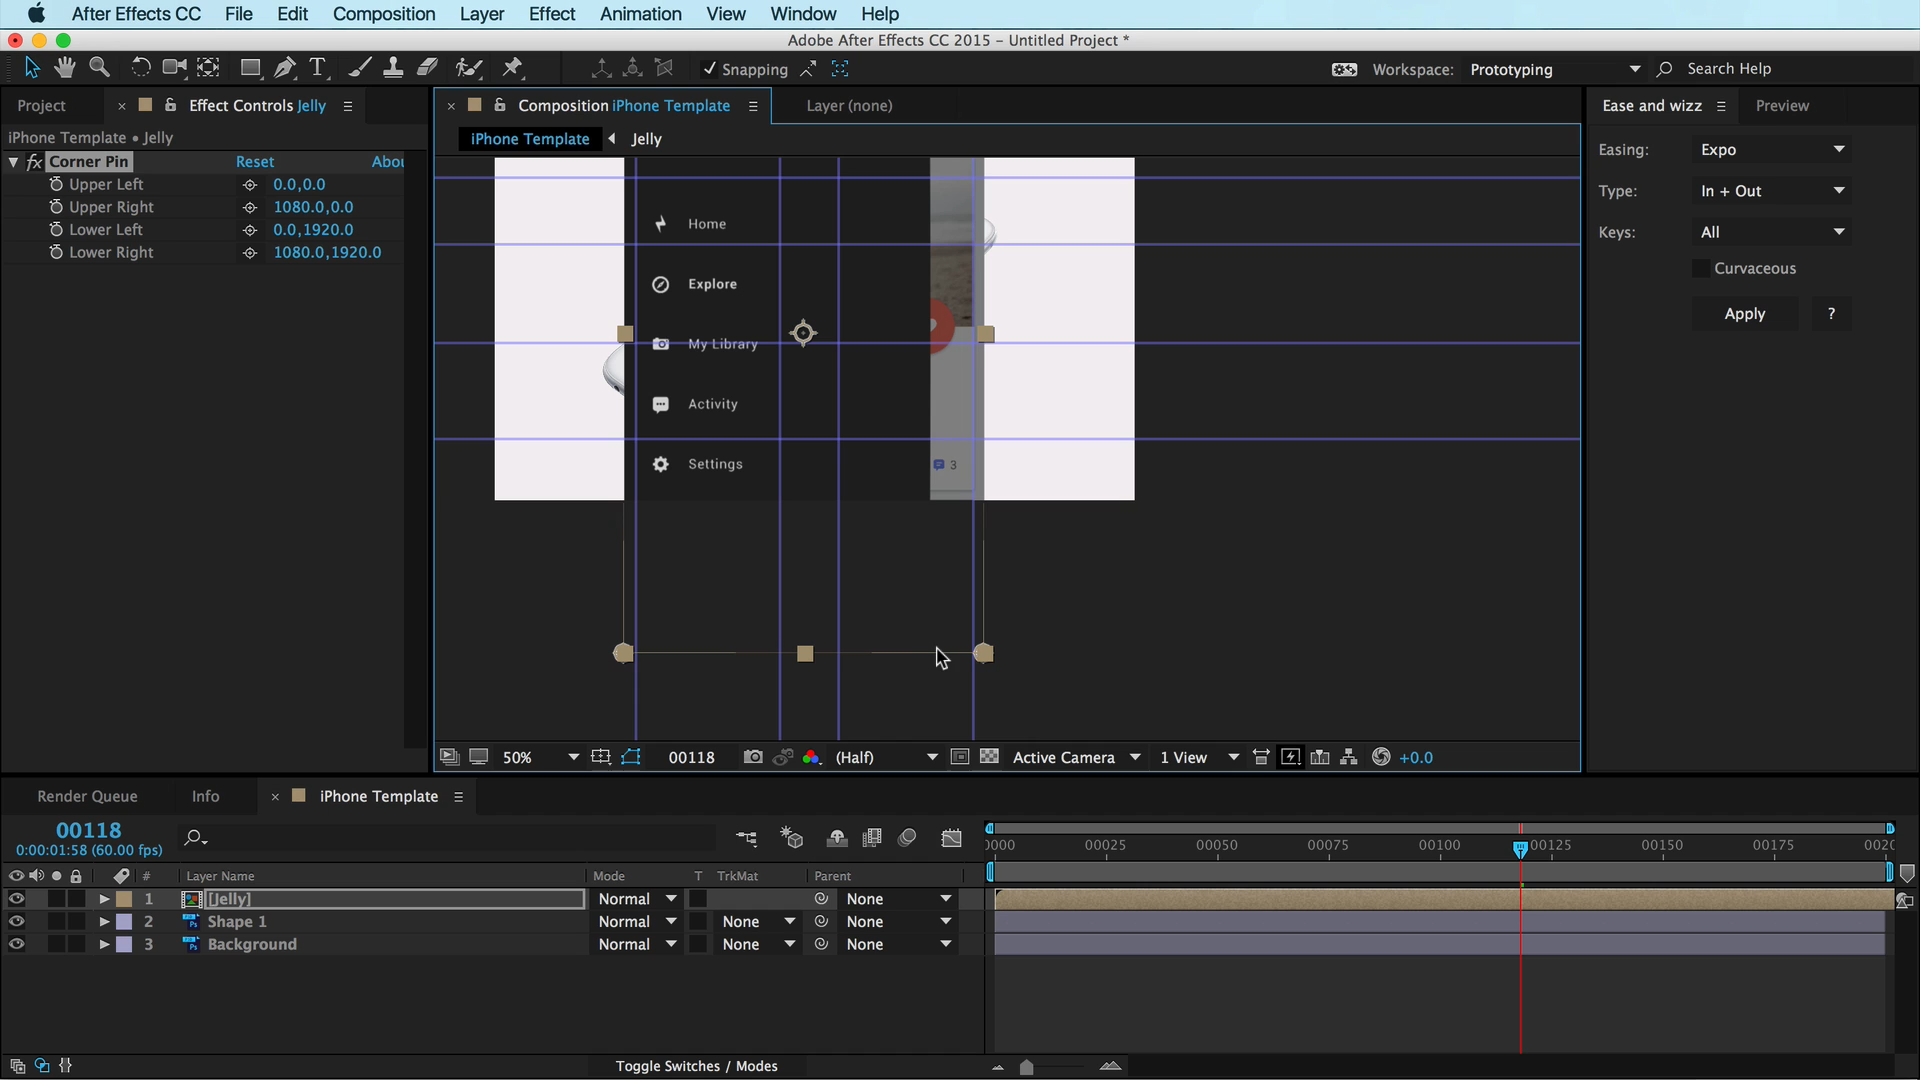 After Effects CC File Edit Composition Layer Effect Animation View Window Help
Adobe After Effects CC 2015 – Untitled Project *
Snapping
Workspace: Prototyping
Search Help
Project
Effect Controls Jelly
iPhone Template • Jelly
fx Corner Pin Reset Abou
Upper Left 0.0,0.0
Upper Right 1080.0,0.0
Lower Left 0.0,1920.0
Lower Right 1080.0,1920.0
Composition iPhone Template
Layer (none)
iPhone Template Jelly
Home
Explore
My Library
Activity
Settings
3
50% 00118 (Half) Active Camera 1 View +0.0
Ease and wizz Preview
Easing: Expo
Type: In + Out
Keys: All
Curvaceous
Apply ?
Render Queue Info iPhone Template
00118
0:00:01:58 (60.00 fps)
# Layer Name Mode T TrkMat Parent
1 [Jelly] Normal None
2 Shape 1 Normal None None
3 Background Normal None None
0000 00025 00050 00075 00100 00125 00150 00175 0020
Toggle Switches / Modes